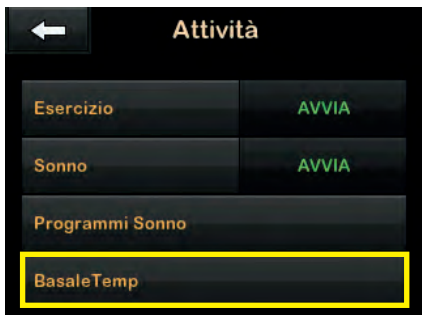 Attività
Esercizio AVVIA
Sonno AVVIA
Programmi Sonno
BasaleTemp